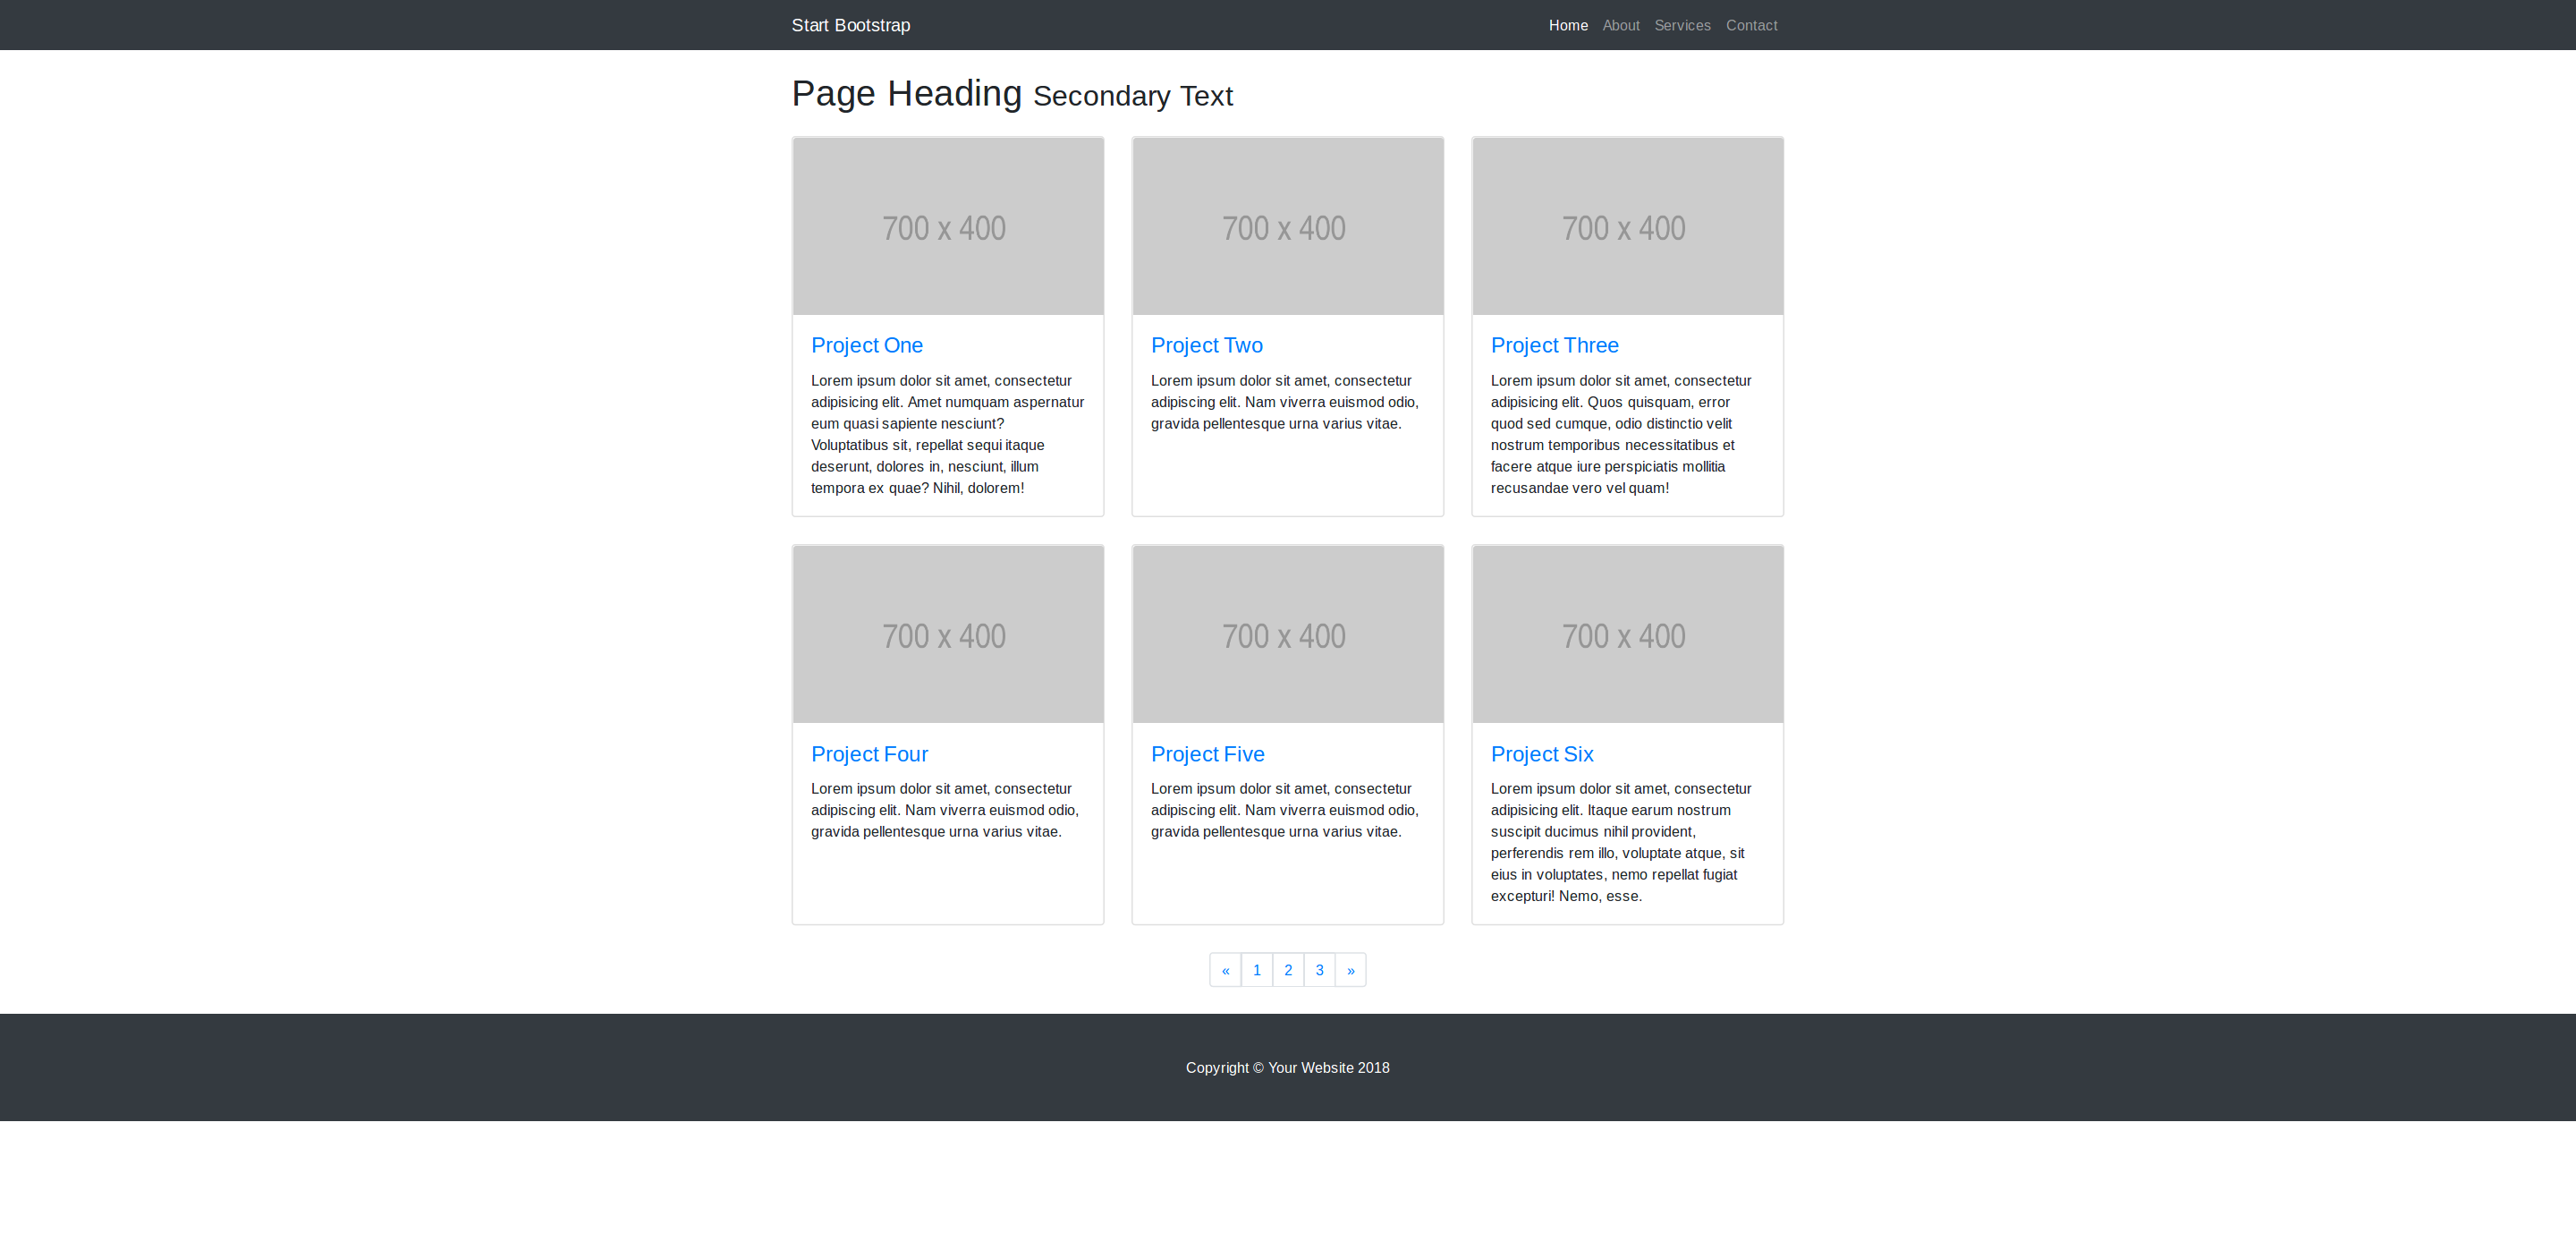 Start Bootstrap
Home About Services Contact
Page Heading Secondary Text
700 x 400
700 x 400
700 x 400
Project One
Lorem ipsum dolor sit amet, consectetur
adipisicing elit. Amet numquam aspernatur
eum quasi sapiente nesciunt?
Voluptatibus sit, repellat sequi itaque
deserunt, dolores in, nesciunt, illum
tempora ex quae? Nihil, dolorem!
Project Two
Lorem ipsum dolor sit amet, consectetur
adipiscing elit. Nam viverra euismod odio,
gravida pellentesque urna varius vitae.
Project Three
Lorem ipsum dolor sit amet, consectetur
adipisicing elit. Quos quisquam, error
quod sed cumque, odio distinctio velit
nostrum temporibus necessitatibus et
facere atque iure perspiciatis mollitia
recusandae vero vel quam!
700 x 400
700 x 400
700 x 400
Project Four
Lorem ipsum dolor sit amet, consectetur
adipiscing elit. Nam viverra euismod odio,
gravida pellentesque urna varius vitae.
Project Five
Lorem ipsum dolor sit amet, consectetur
adipiscing elit. Nam viverra euismod odio,
gravida pellentesque urna varius vitae.
Project Six
Lorem ipsum dolor sit amet, consectetur
adipisicing elit. Itaque earum nostrum
suscipit ducimus nihil provident,
perferendis rem illo, voluptate atque, sit
eius in voluptates, nemo repellat fugiat
excepturi! Nemo, esse.
« 1 2 3 »
Copyright © Your Website 2018